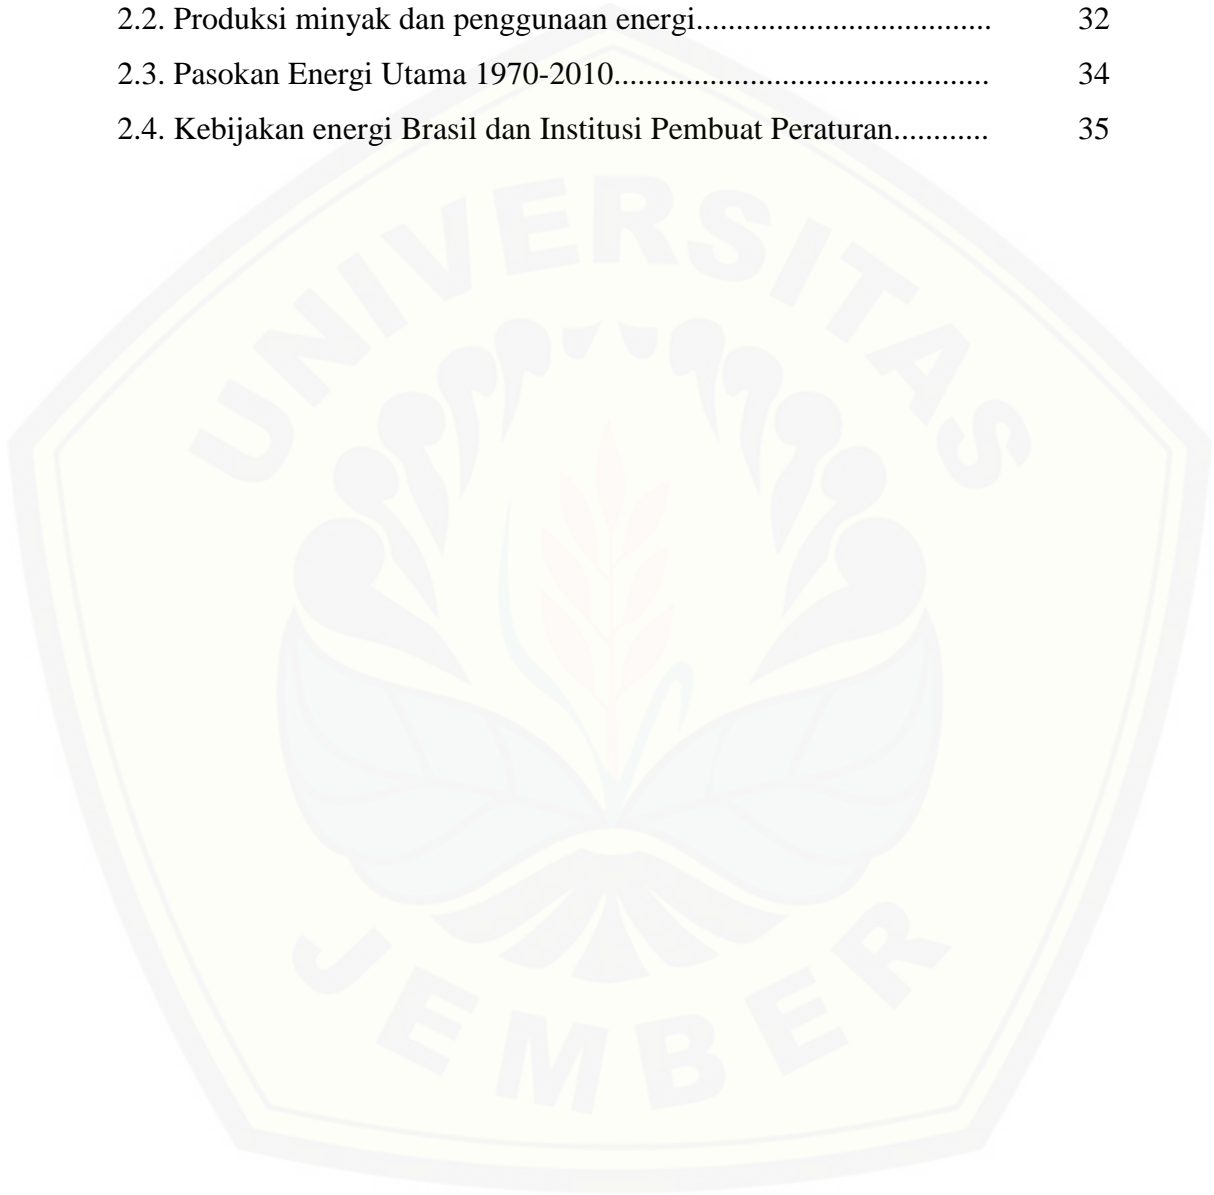 2.2. Produksi minyak dan penggunaan energi..................................... 32
2.3. Pasokan Energi Utama 1970-2010............................................... 34
2.4. Kebijakan energi Brasil dan Institusi Pembuat Peraturan............ 35
UNIVERSITAS
JEMBER